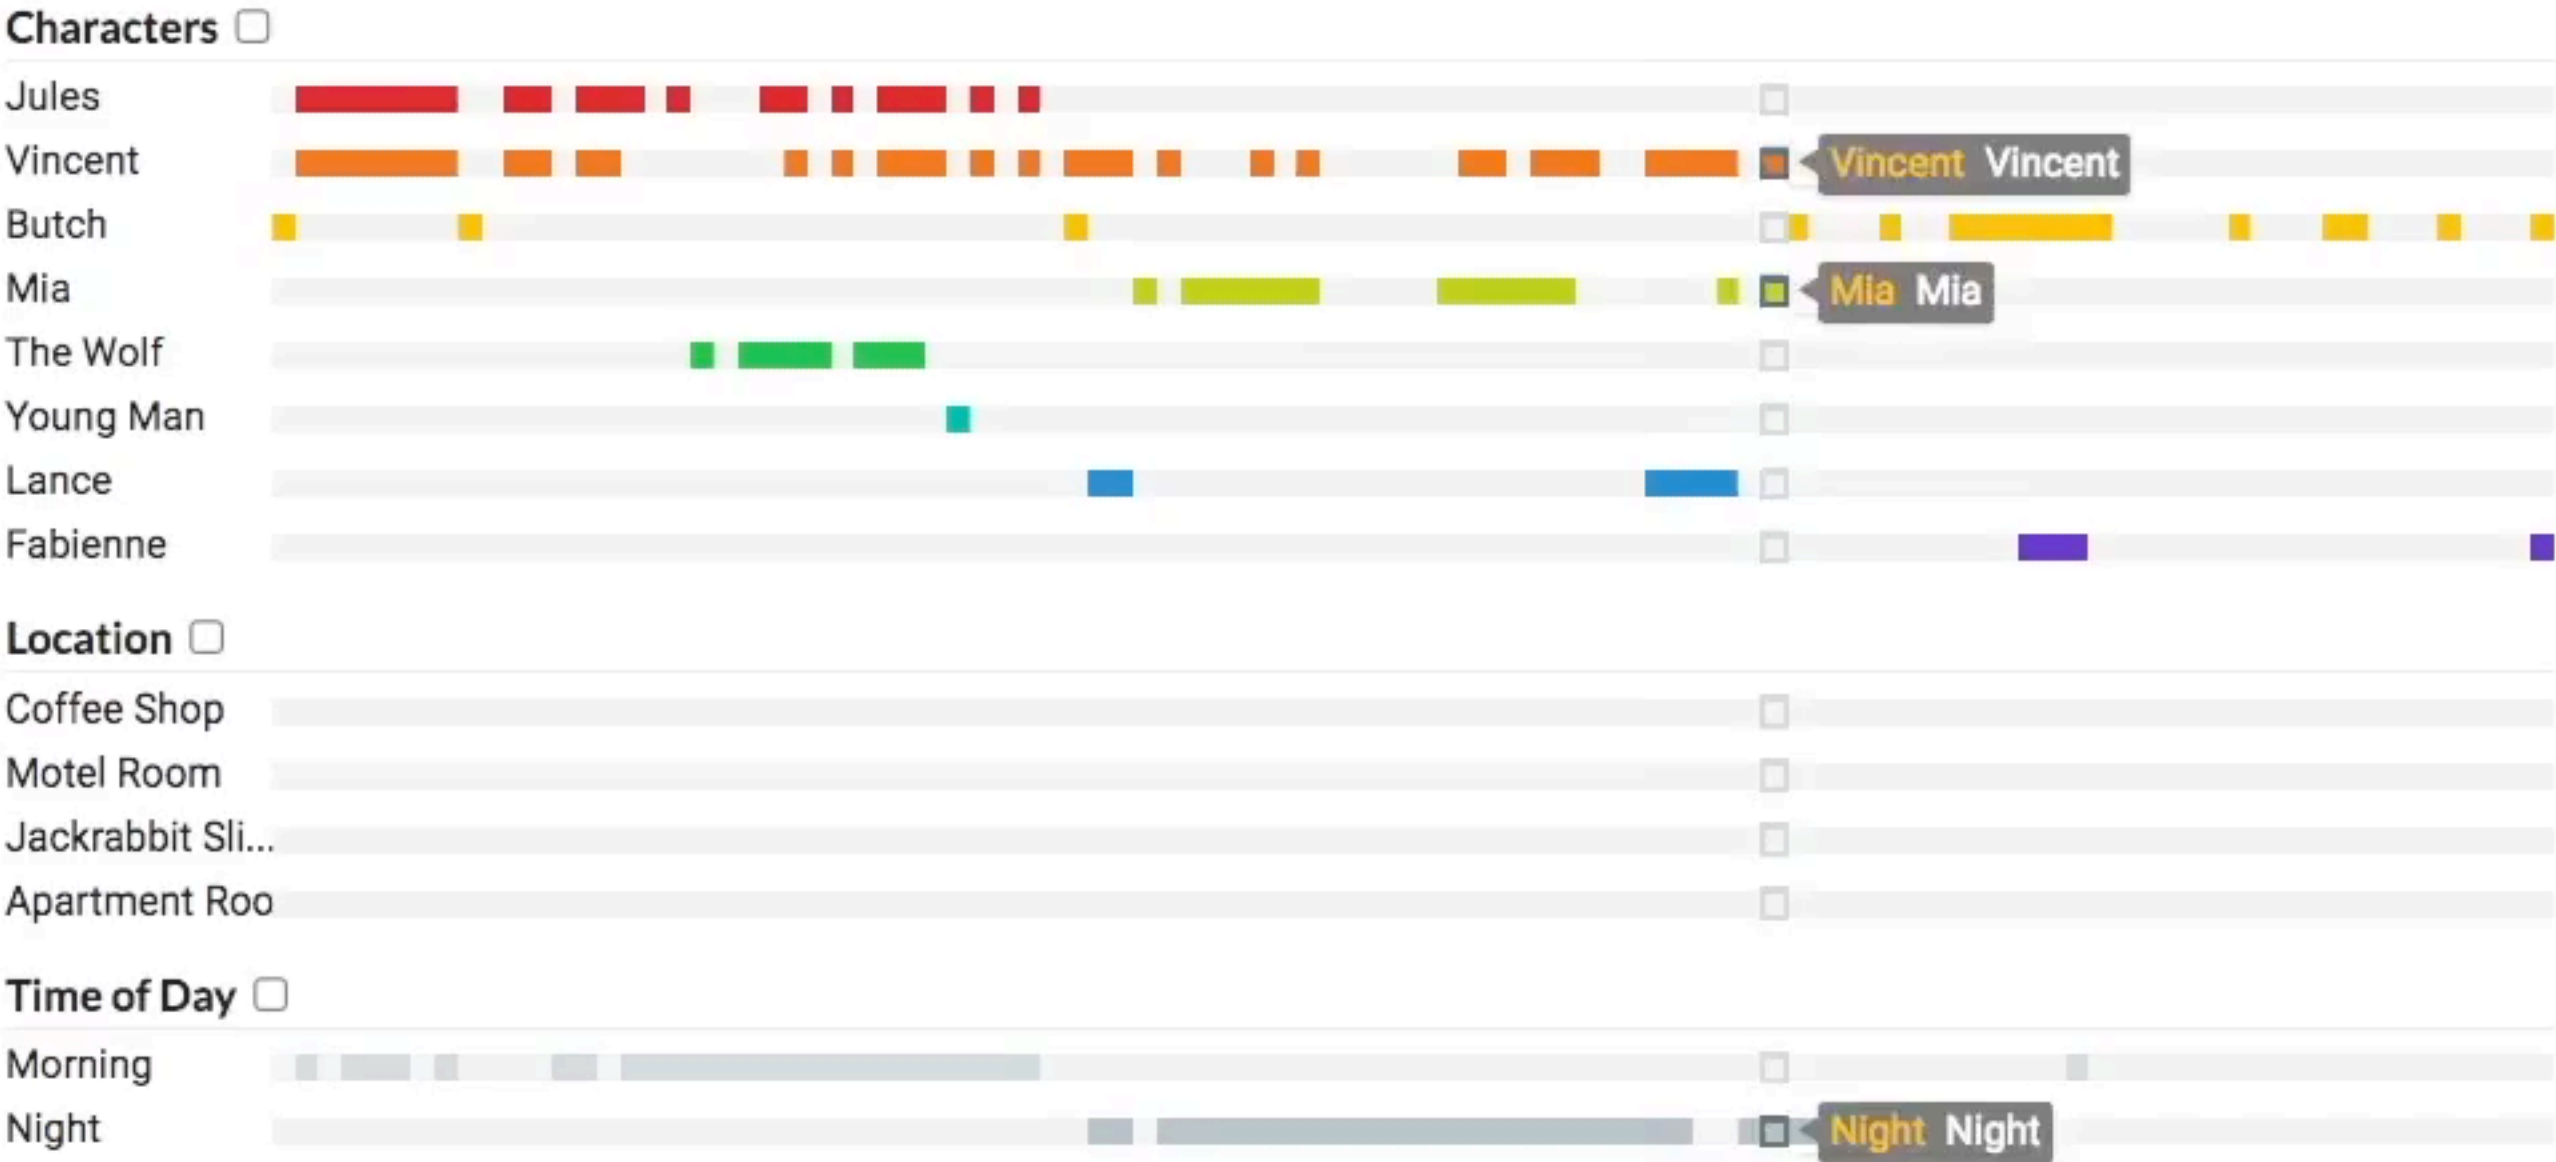 Characters
Jules
Vincent Vincent Vincent
Butch
Mia Mia Mia
The Wolf
Young Man
Lance
Fabienne
Location
Coffee Shop
Motel Room
Jackrabbit Sli...
Apartment Roo
Time of Day
Morning
Night Night Night